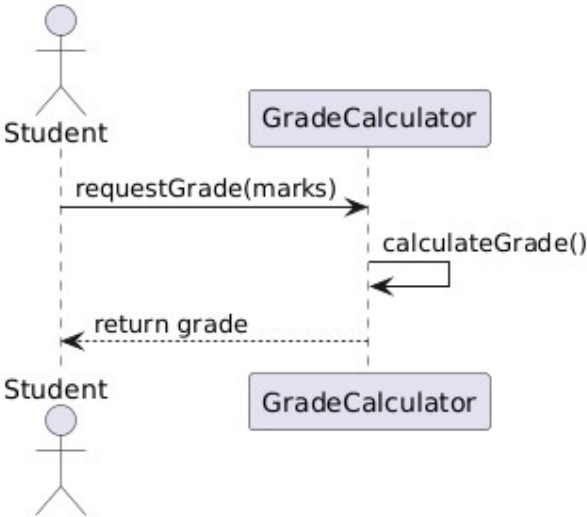 Student
GradeCalculator
requestGrade(marks)
calculateGrade()
return grade
Student
GradeCalculator